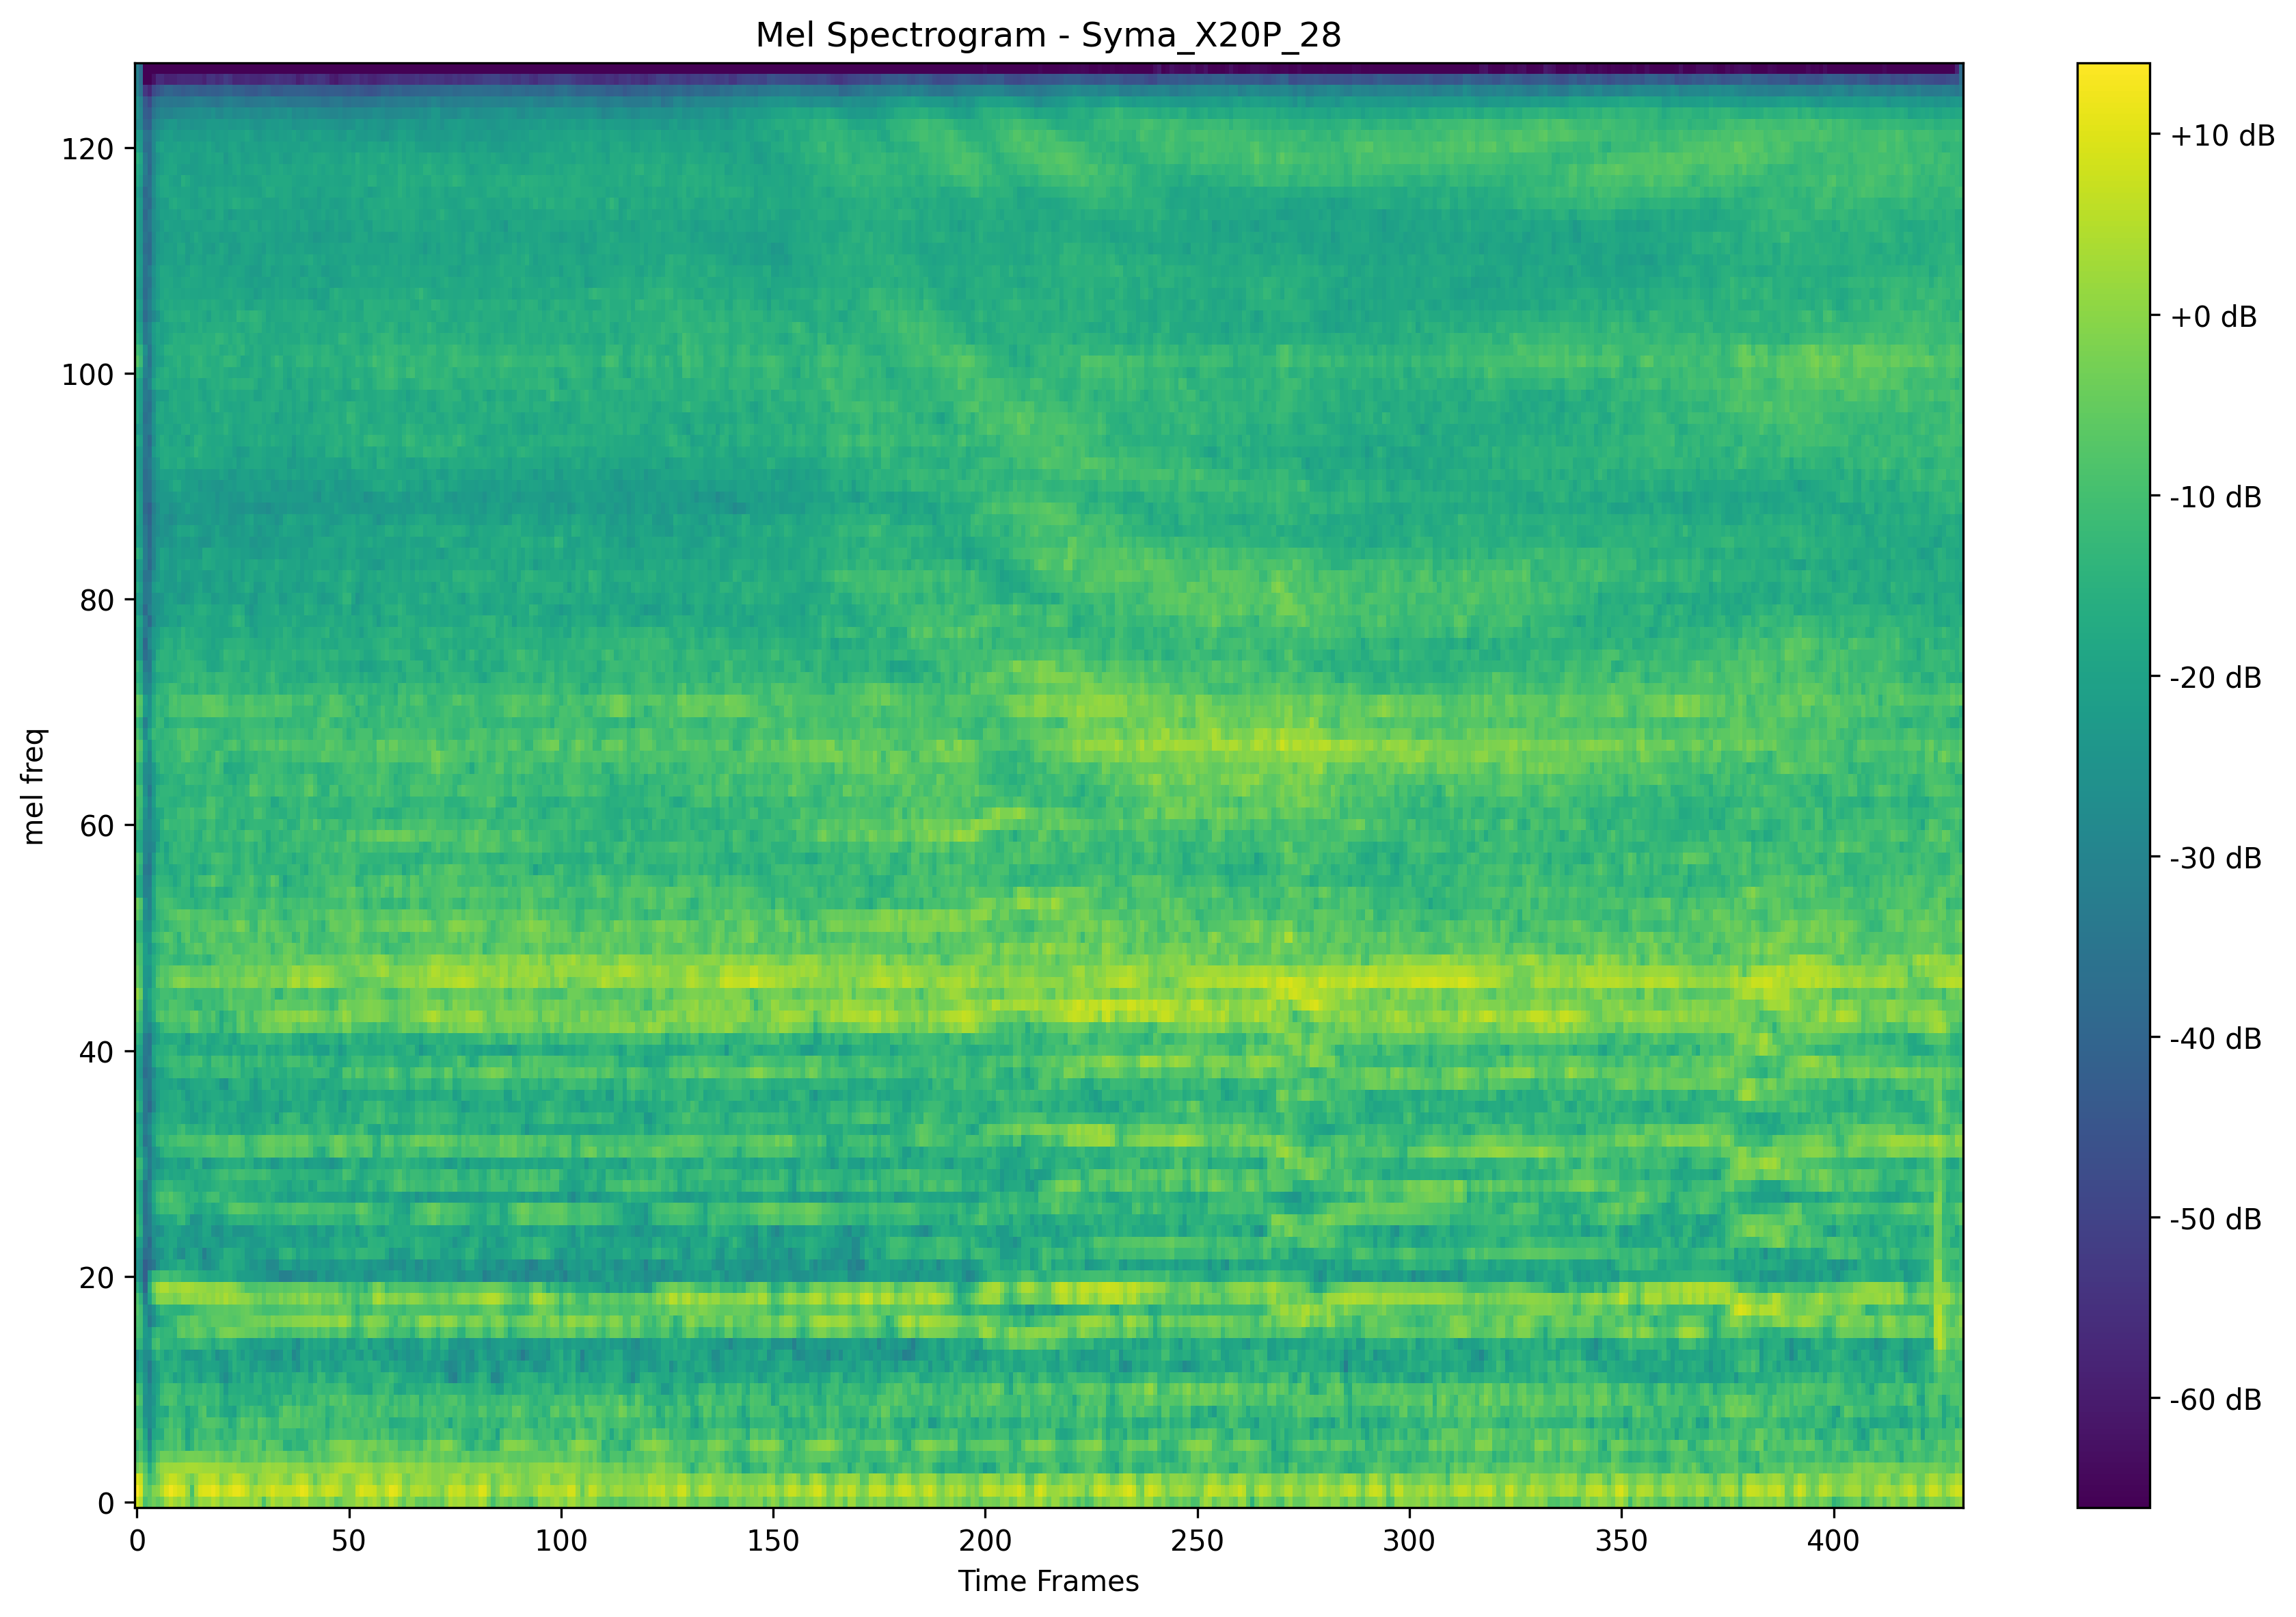 Mel Spectrogram - Syma_X20P_28
mel freq
120
100
80
60
40
20
0
0 50 100 150 200 250 300 350 400
Time Frames
+10 dB
+0 dB
-10 dB
-20 dB
-30 dB
-40 dB
-50 dB
-60 dB